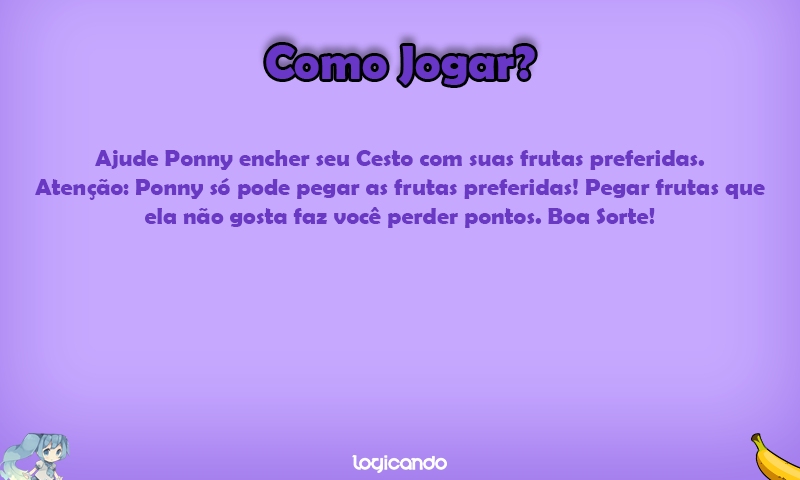 Como Jogar?
Ajude Ponny encher seu Cesto com suas frutas preferidas.
Atenção: Ponny só pode pegar as frutas preferidas! Pegar frutas que
ela não gosta faz você perder pontos. Boa Sorte!
logicando